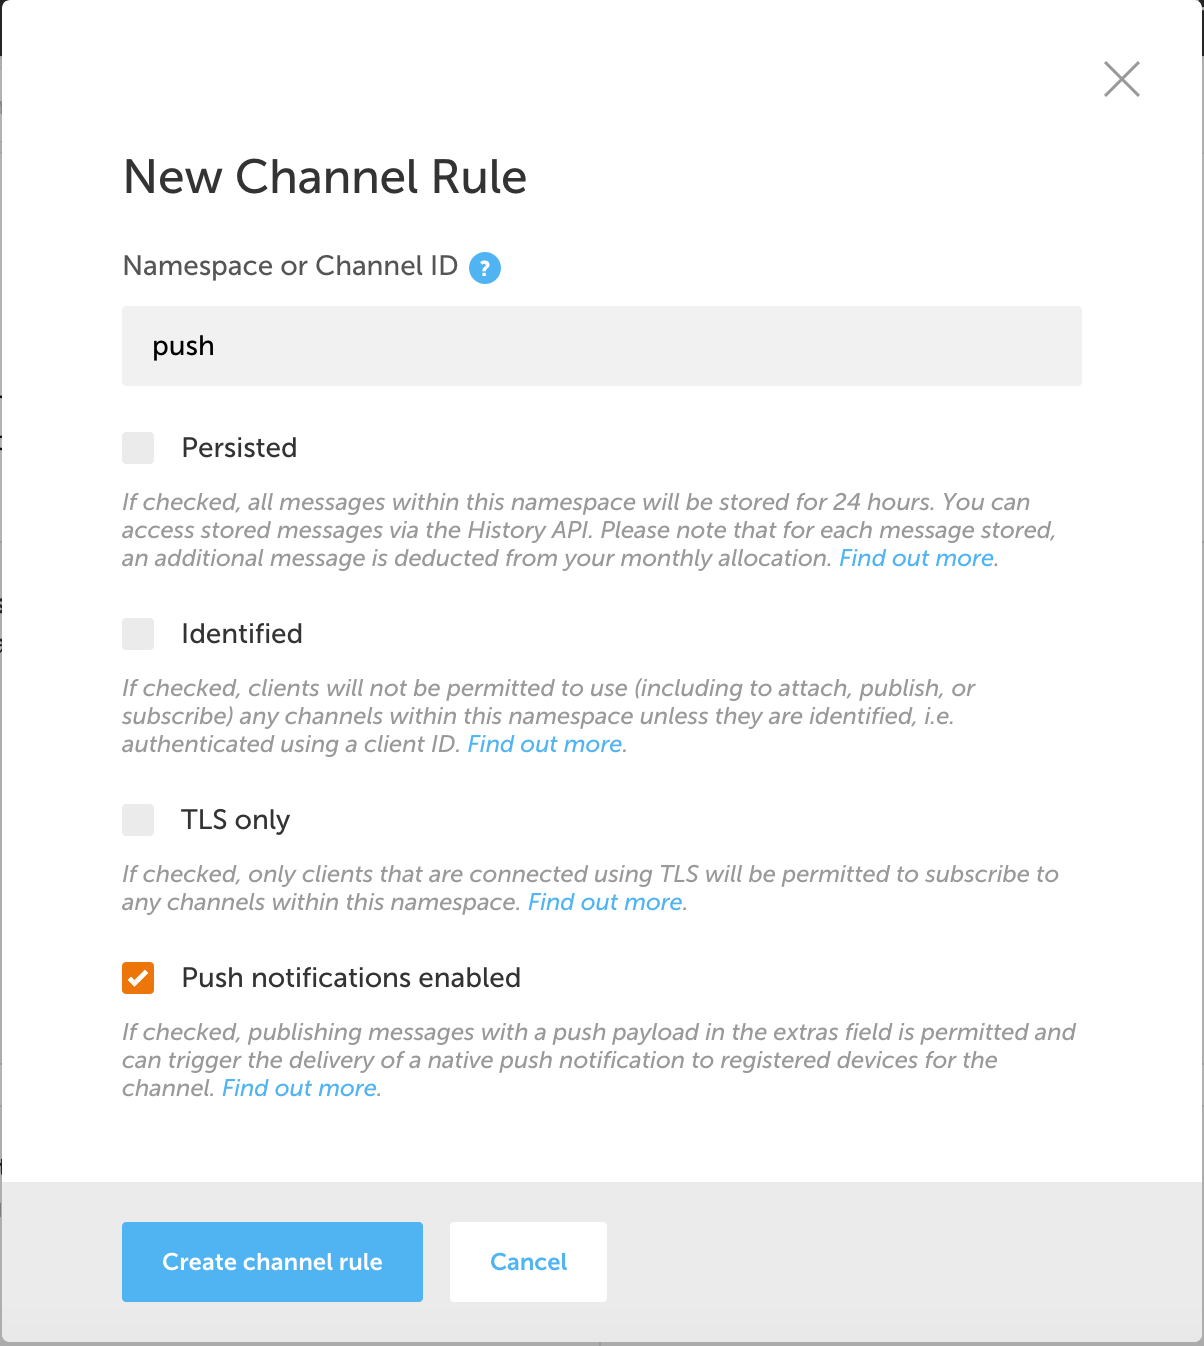 New Channel Rule
Namespace or Channel ID ?
push
Persisted
If checked, all messages within this namespace will be stored for 24 hours. You can
access stored messages via the History API. Please note that for each message stored,
an additional message is deducted from your monthly allocation. Find out more.
Identified
If checked, clients will not be permitted to use (including to attach, publish, or
subscribe) any channels within this namespace unless they are identified, i.e.
authenticated using a client ID. Find out more.
TLS only
If checked, only clients that are connected using TLS will be permitted to subscribe to
any channels within this namespace. Find out more.
Push notifications enabled
If checked, publishing messages with a push payload in the extras field is permitted and
can trigger the delivery of a native push notification to registered devices for the
channel. Find out more.
Create channel rule Cancel